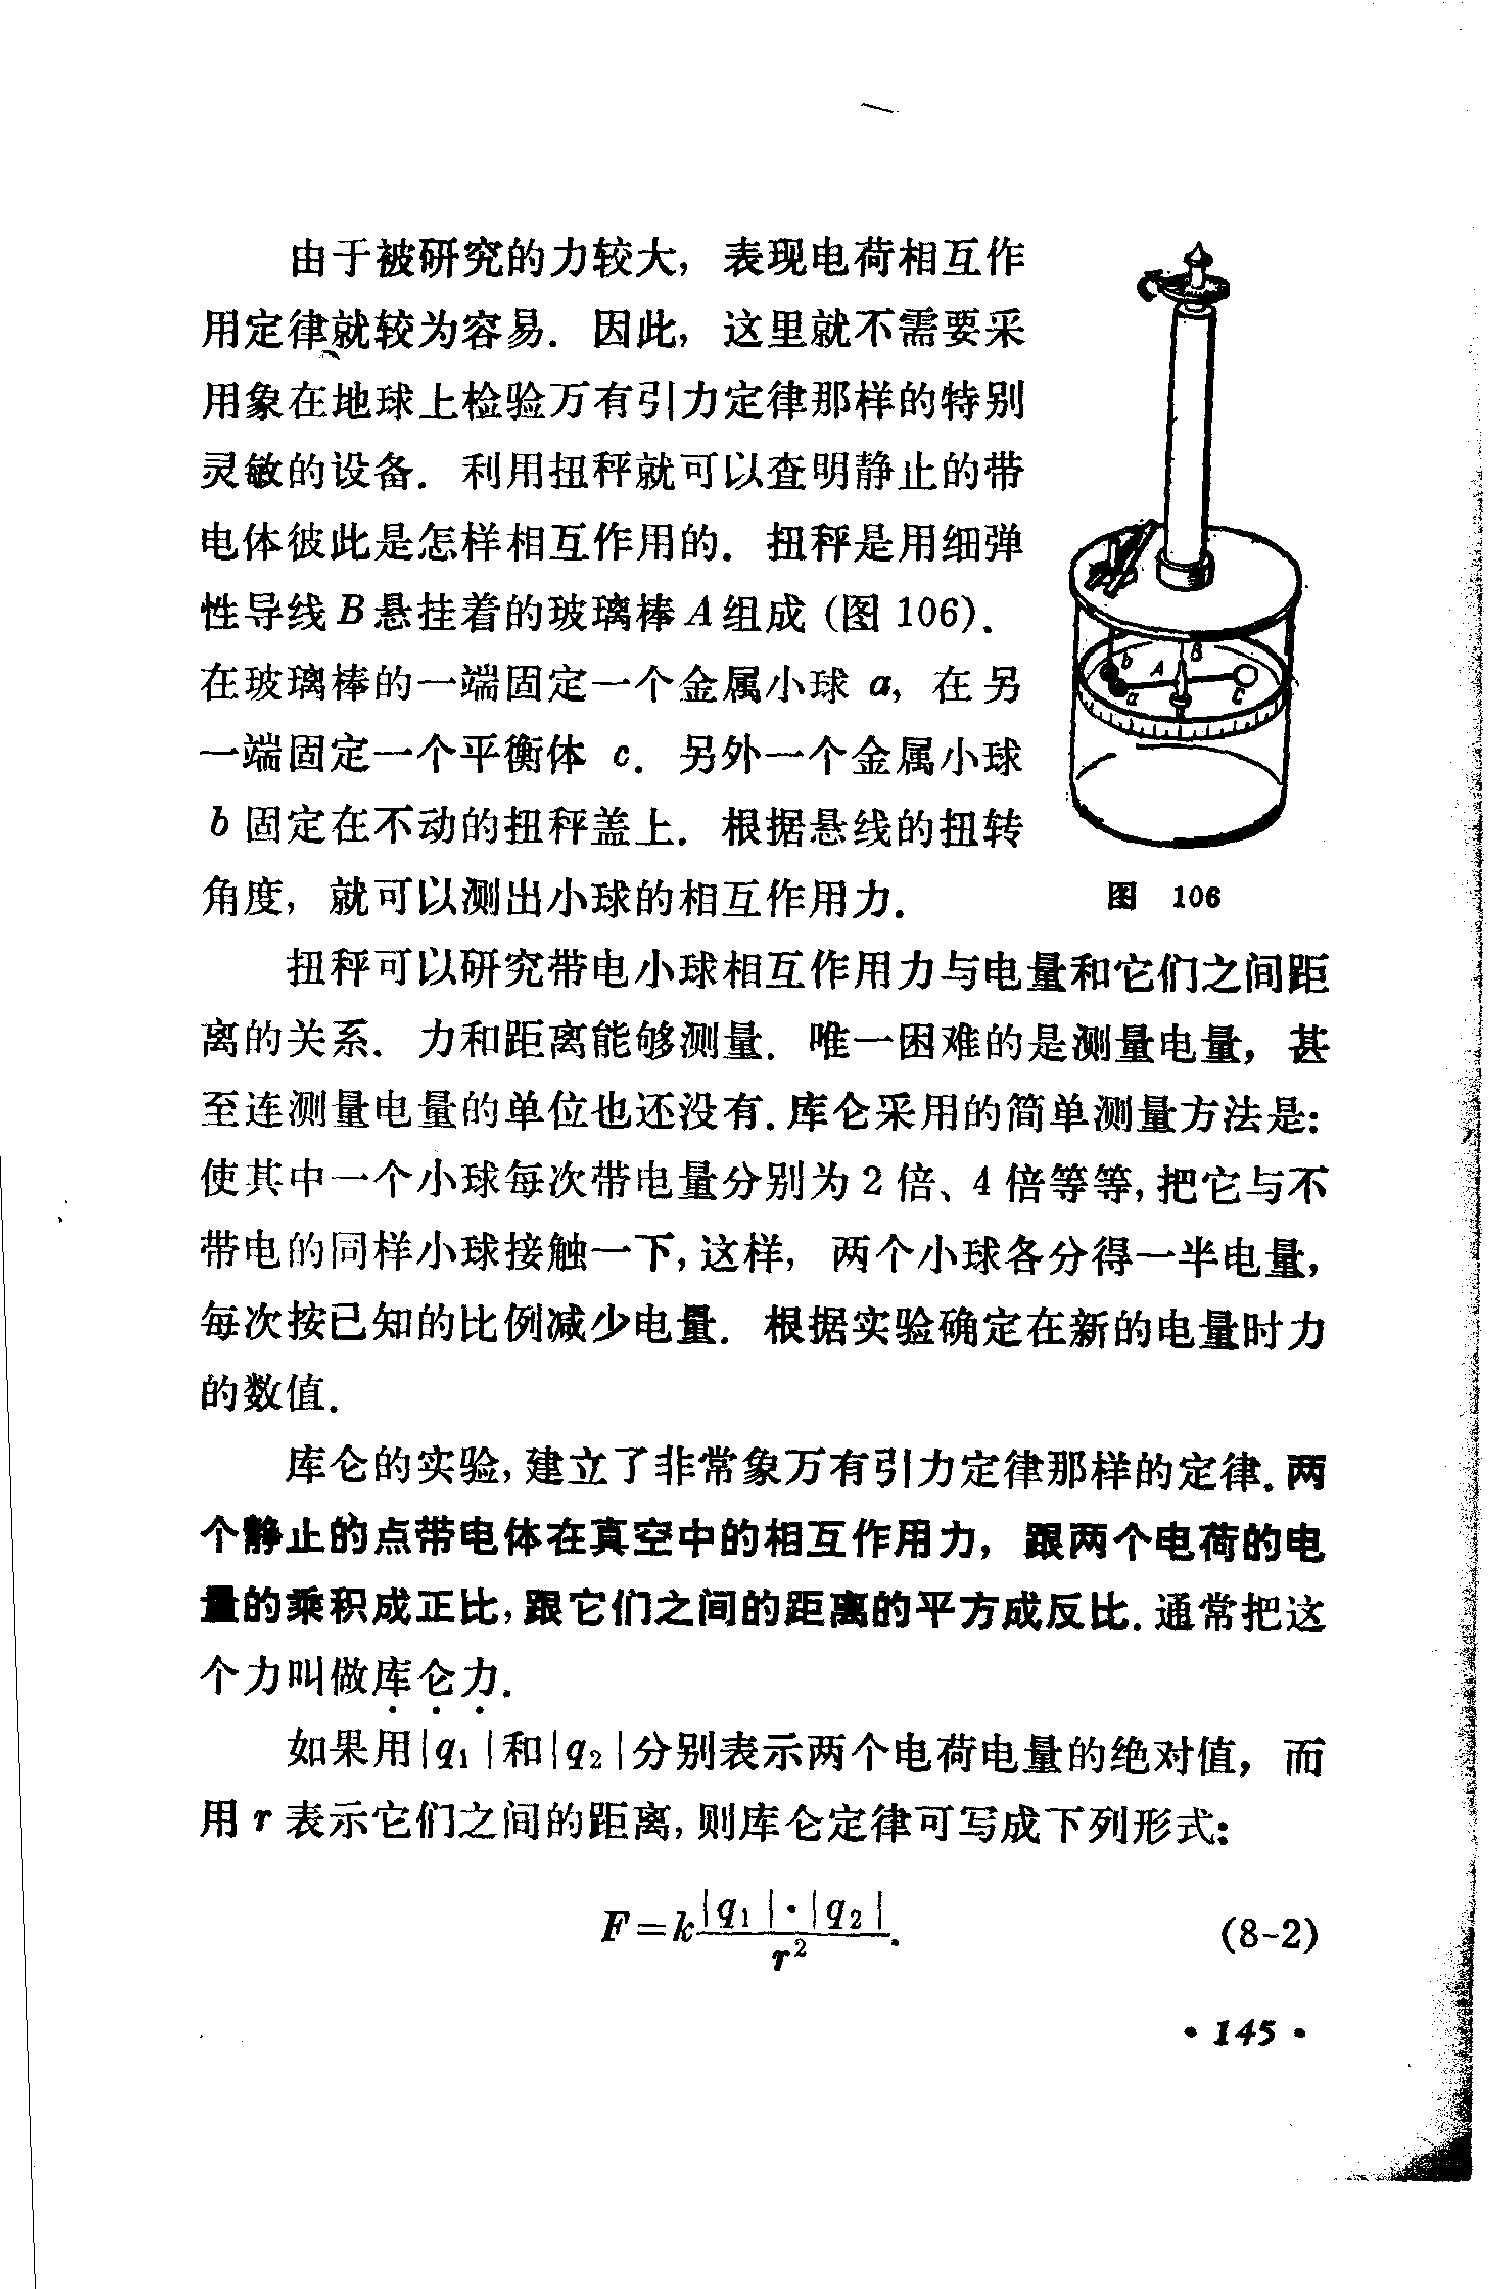 由于被研究的力较大，表现电荷相互作
用定律就较为容易．因此，这里就不需要采
用象在地球上检验万有引力定律那样的特别
灵敏的设备．利用扭秤就可以查明静止的带
电体彼此是怎样相互作用的．扭秤是用细弹
性导线B悬挂着的玻璃棒A组成（图106）．
在玻璃棒的一端固定一个金属小球a，在另
一端固定一个平衡体c．另外一个金属小球
b固定在不动的扭秤盖上．根据悬线的扭转
角度，就可以测出小球的相互作用力．
B
b
A
a
c
图 106
扭秤可以研究带电小球相互作用力与电量和它们之间距
离的关系．力和距离能够测量．唯一困难的是测量电量，甚
至连测量电量的单位也还没有．库仑采用的简单测量方法是：
使其中一个小球每次带电量分别为2倍、4倍等等，把它与不
带电的同样小球接触一下，这样，两个小球各分得一半电量，
每次按已知的比例减少电量．根据实验确定在新的电量时力
的数值．
库仑的实验，建立了非常象万有引力定律那样的定律．两
个静止的点带电体在真空中的相互作用力，跟两个电荷的电
量的乘积成正比，跟它们之间的距离的平方成反比．通常把这
个力叫做库仑力．
如果用|q₁|和|q₂|分别表示两个电荷电量的绝对值，而
用r表示它们之间的距离，则库仑定律可写成下列形式：
F=k|q₁|·|q₂|/r². (8-2)
·145·